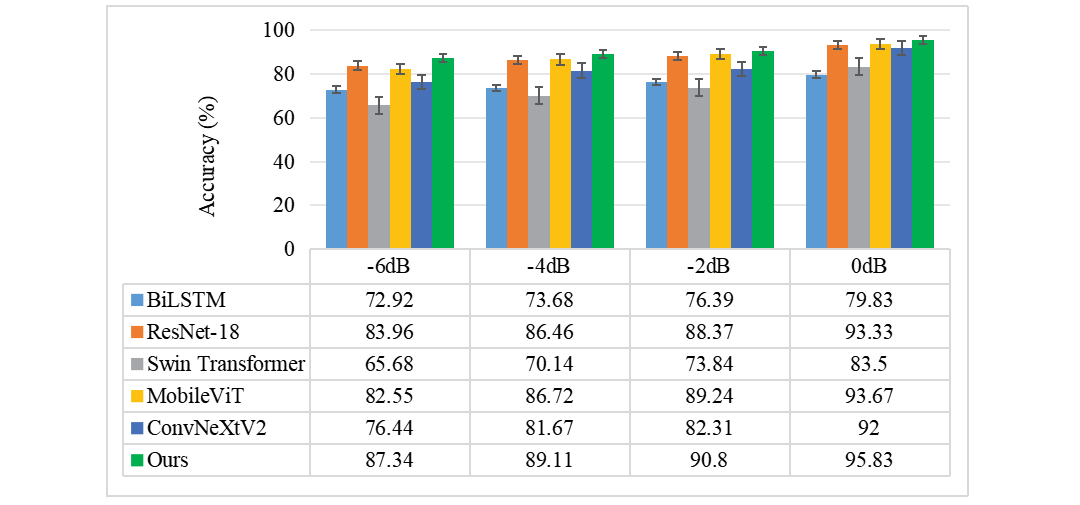 Accuracy (%)
100
80
60
40
20
0
-6dB -4dB -2dB 0dB
BiLSTM 72.92 73.68 76.39 79.83
ResNet-18 83.96 86.46 88.37 93.33
Swin Transformer 65.68 70.14 73.84 83.5
MobileViT 82.55 86.72 89.24 93.67
ConvNeXtV2 76.44 81.67 82.31 92
Ours 87.34 89.11 90.8 95.83